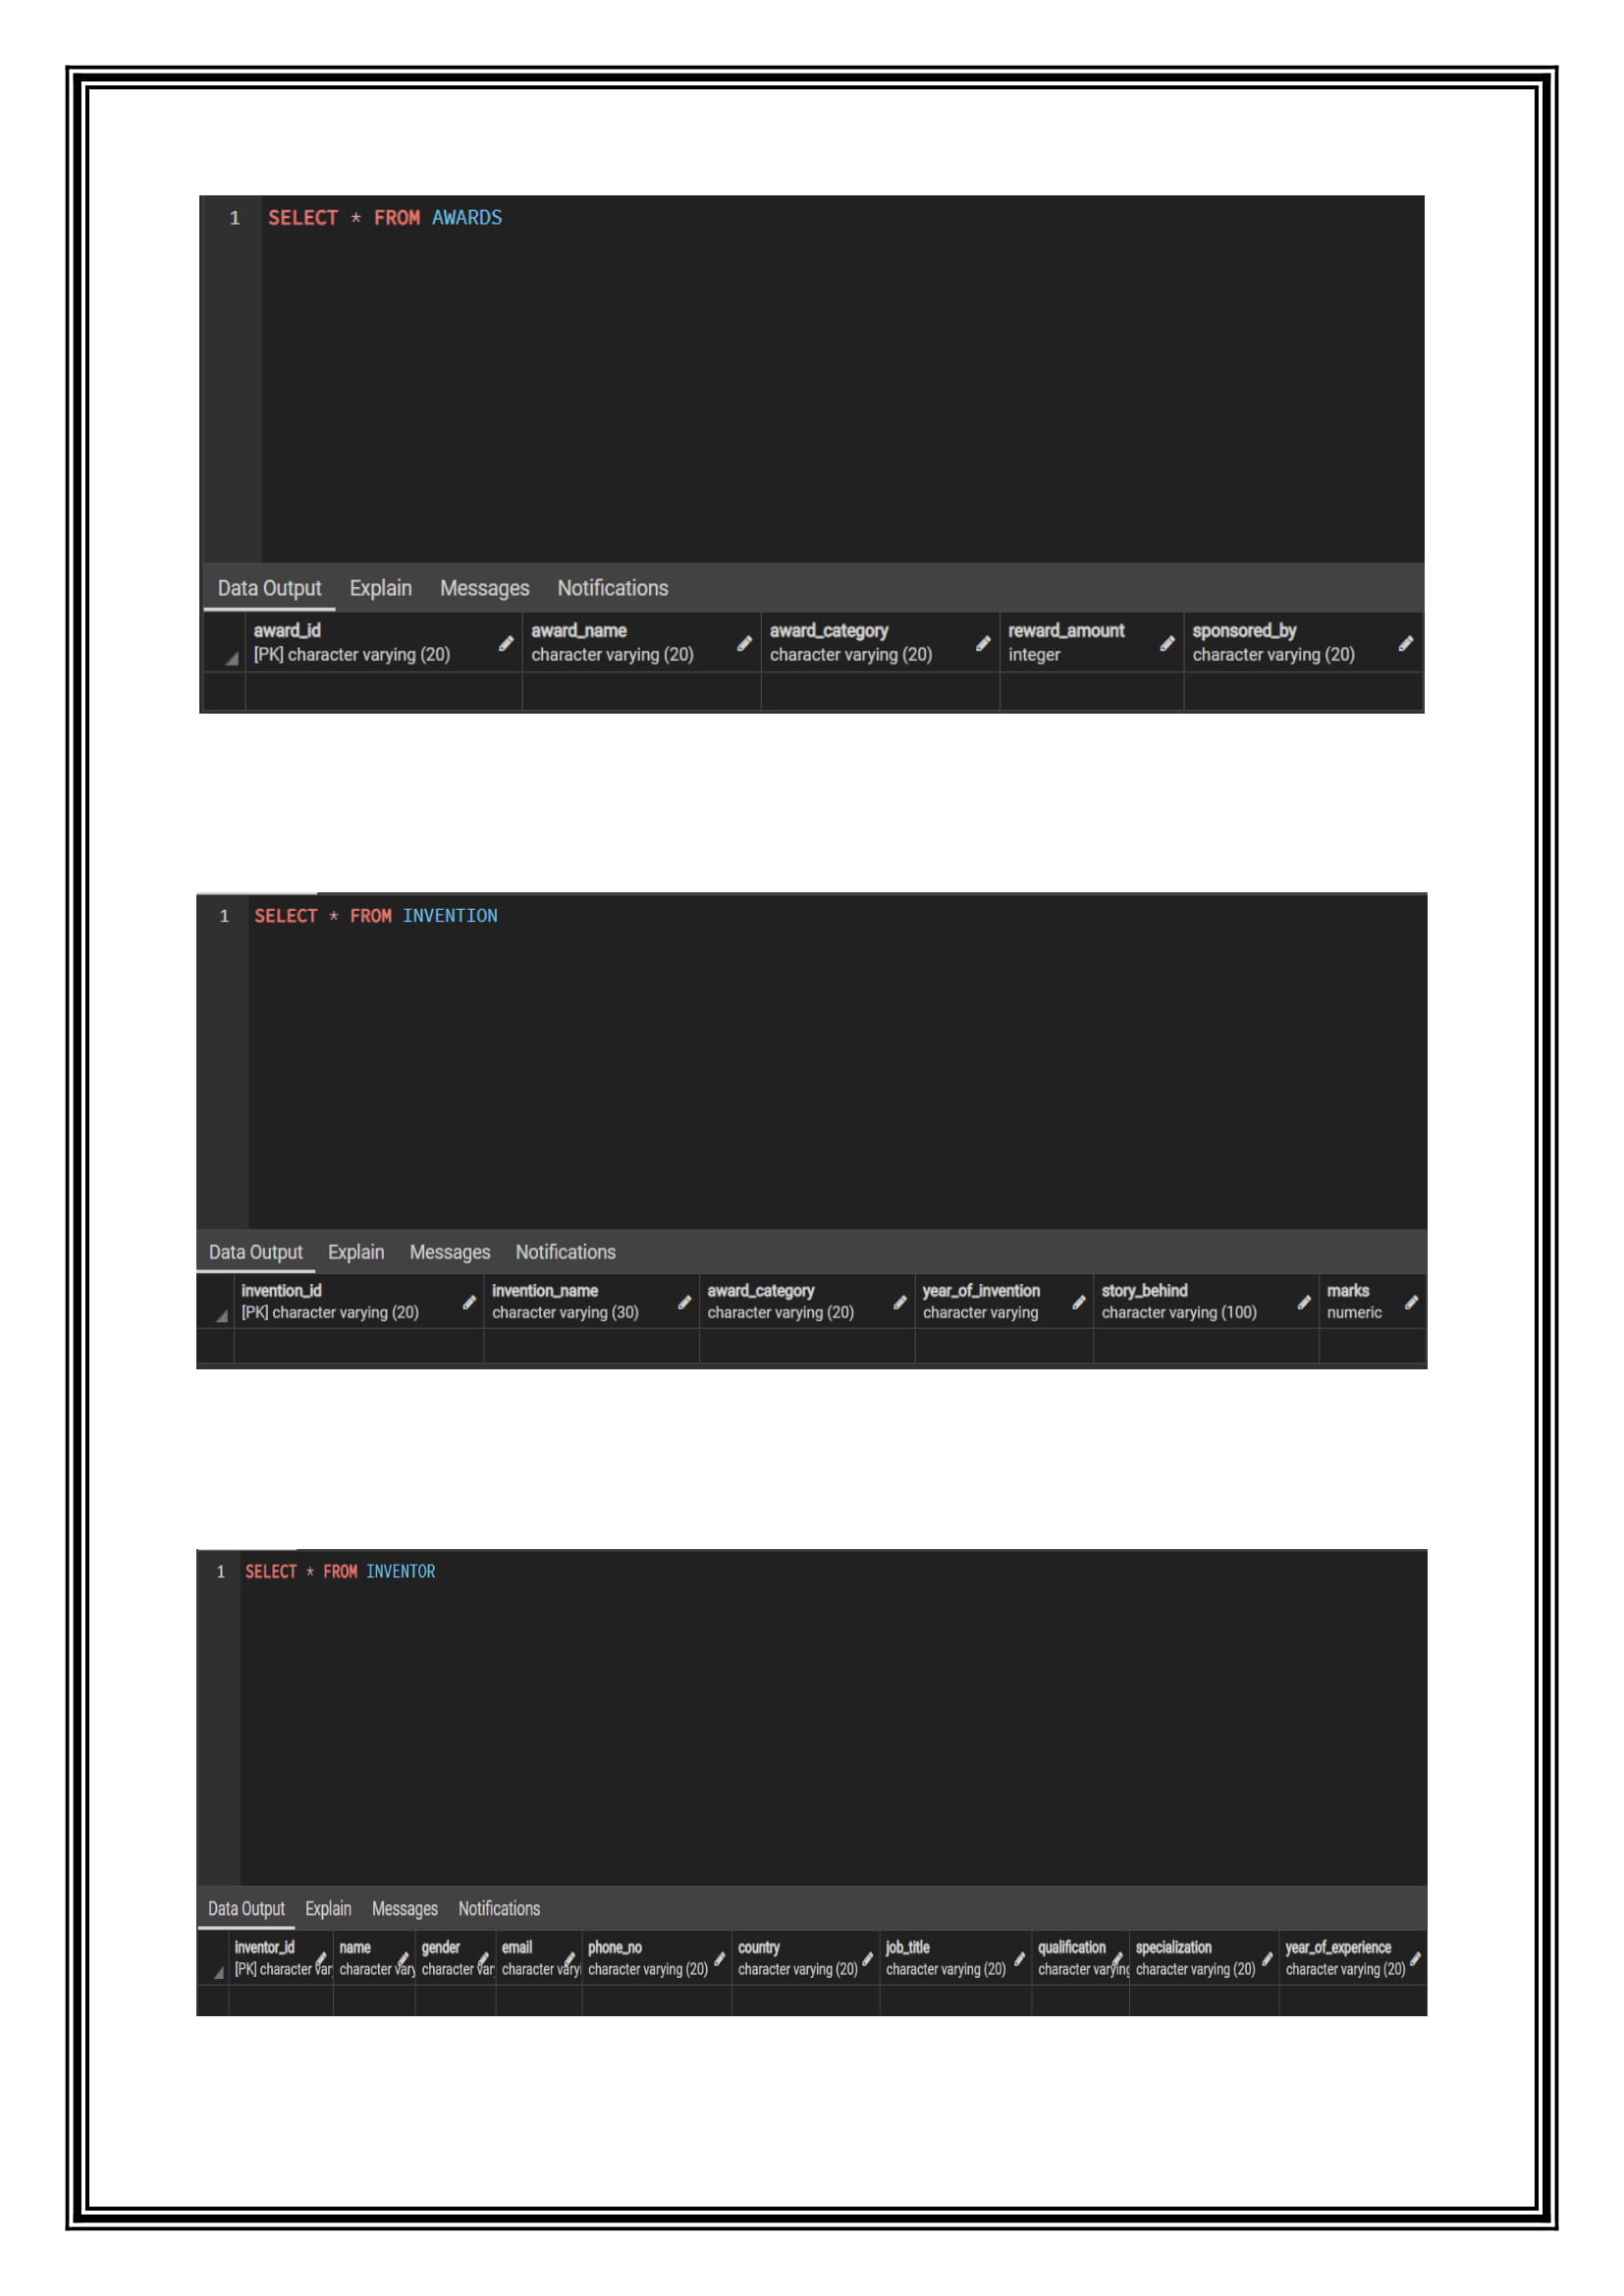 1 SELECT * FROM AWARDS
Data Output Explain Messages Notifications
award_id award_name award_category reward_amount sponsored_by
[PK] character varying (20) character varying (20) character varying (20) integer character varying (20)
1 SELECT * FROM INVENTION
Data Output Explain Messages Notifications
invention_id invention_name award_category year_of_invention story_behind marks
[PK] character varying (20) character varying (30) character varying (20) character varying character varying (100) numeric
1 SELECT * FROM INVENTOR
Data Output Explain Messages Notifications
inventor_id name gender email phone_no country job_title qualification specialization year_of_experience
[PK] character var character vary character var character varyi character varying (20) character varying (20) character varying (20) character varying character varying (20) character varying (20)